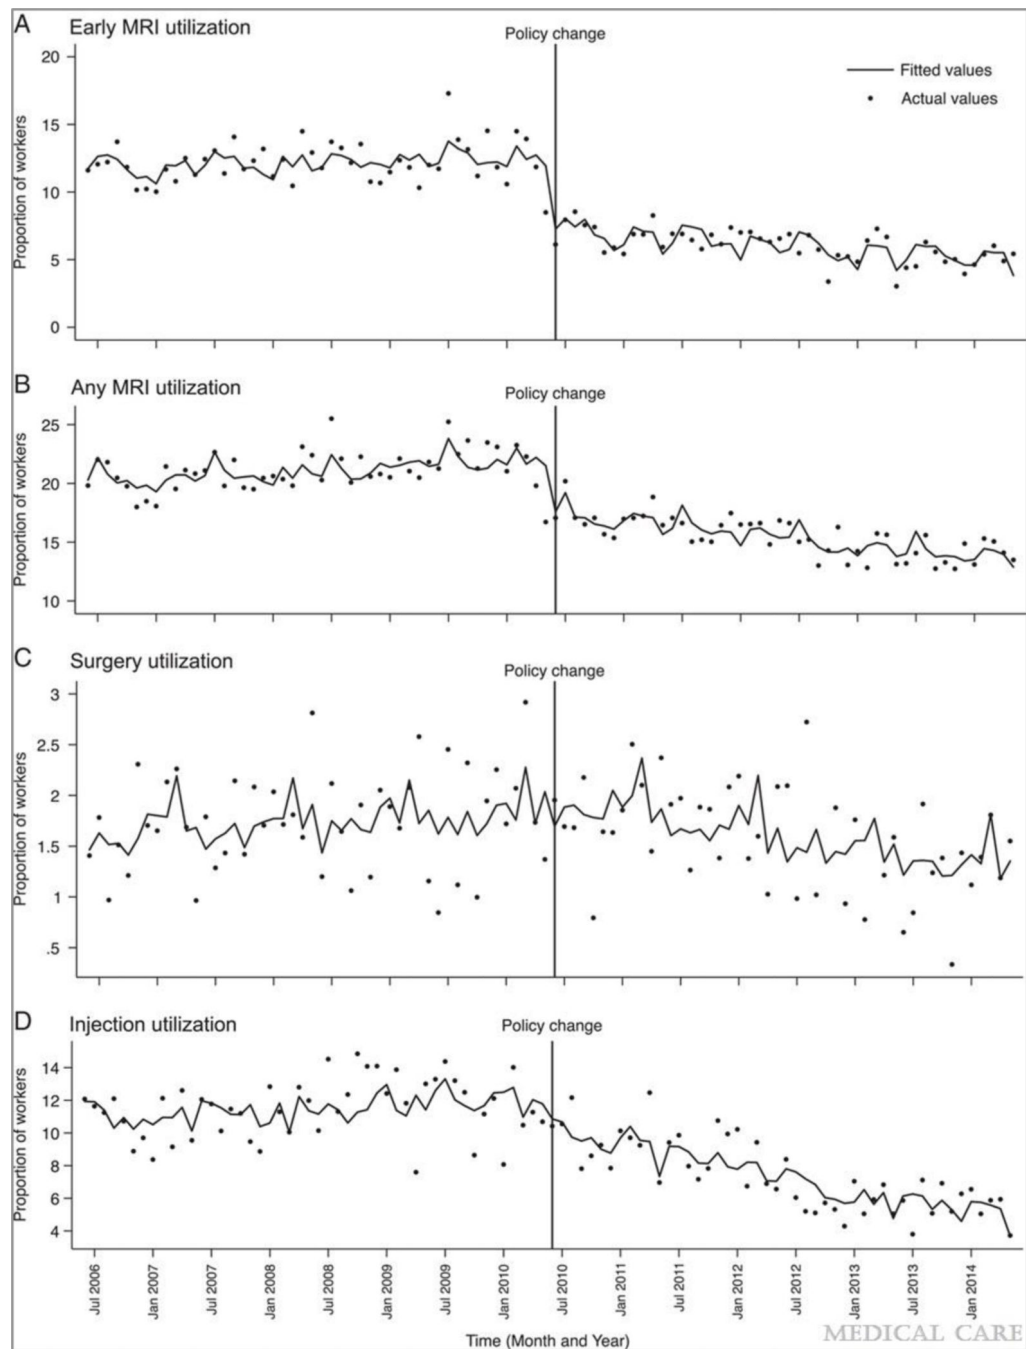 A Early MRI utilization
Policy change
Fitted values
Actual values
Proportion of workers
20
15
10
5
0
B Any MRI utilization
Policy change
Proportion of workers
25
20
15
10
C Surgery utilization
Policy change
Proportion of workers
3
2.5
2
1.5
1
.5
D Injection utilization
Policy change
Proportion of workers
14
12
10
8
6
4
Jul 2006
Jan 2007
Jul 2007
Jan 2008
Jul 2008
Jan 2009
Jul 2009
Jan 2010
Jul 2010
Jan 2011
Jul 2011
Jan 2012
Jul 2012
Jan 2013
Jul 2013
Jan 2014
Time (Month and Year)
MEDICAL CARE